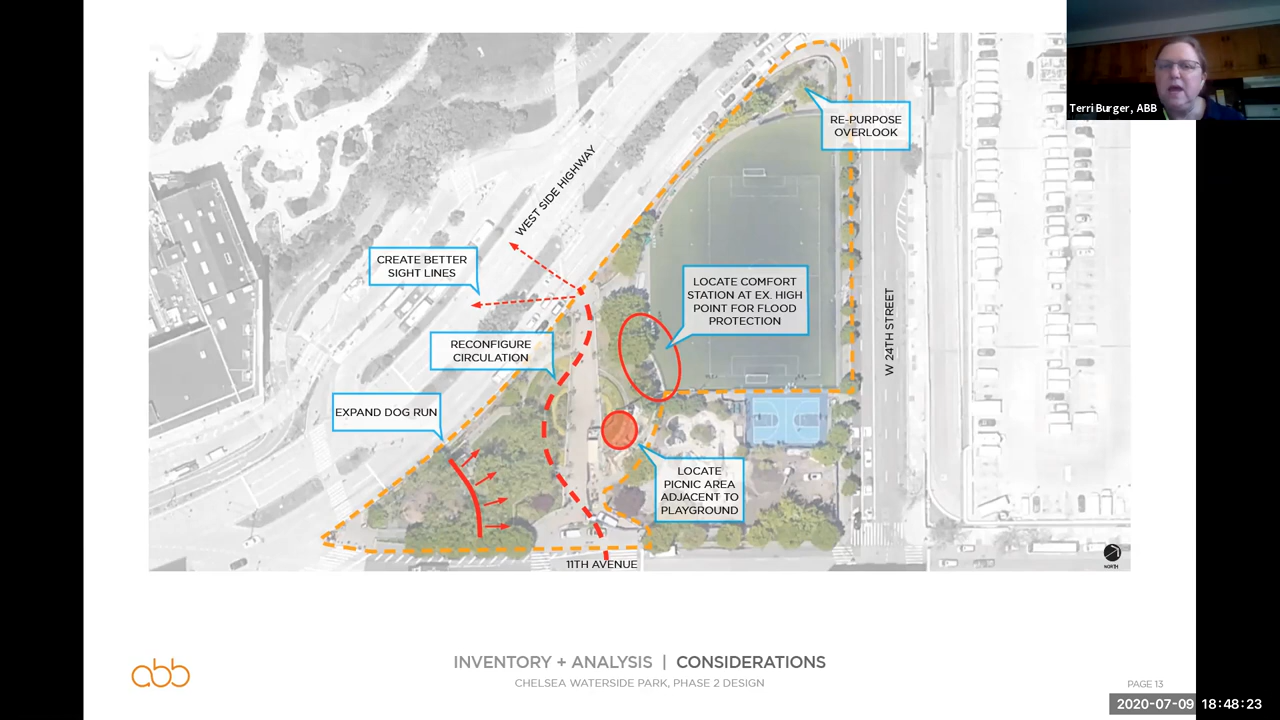 Terri Burger, ABB
RE-PURPOSE
OVERLOOK
WEST SIDE HIGHWAY
CREATE BETTER
SIGHT LINES
LOCATE COMFORT
STATION AT EX. HIGH
POINT FOR FLOOD
PROTECTION
W 24TH STREET
RECONFIGURE
CIRCULATION
EXPAND DOG RUN
LOCATE
PICNIC AREA
ADJACENT TO
PLAYGROUND
11TH AVENUE
NORTH
abb
INVENTORY + ANALYSIS | CONSIDERATIONS
CHELSEA WATERSIDE PARK, PHASE 2 DESIGN
PAGE 13
2020-07-09 18:48:23